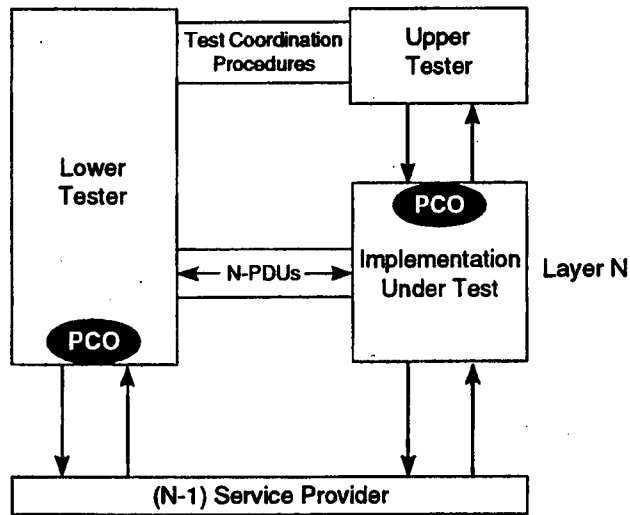 Test Coordination
Procedures
Upper
Tester
Lower
Tester
PCO
N-PDUs
Implementation
Under Test
Layer N
PCO
(N-1) Service Provider